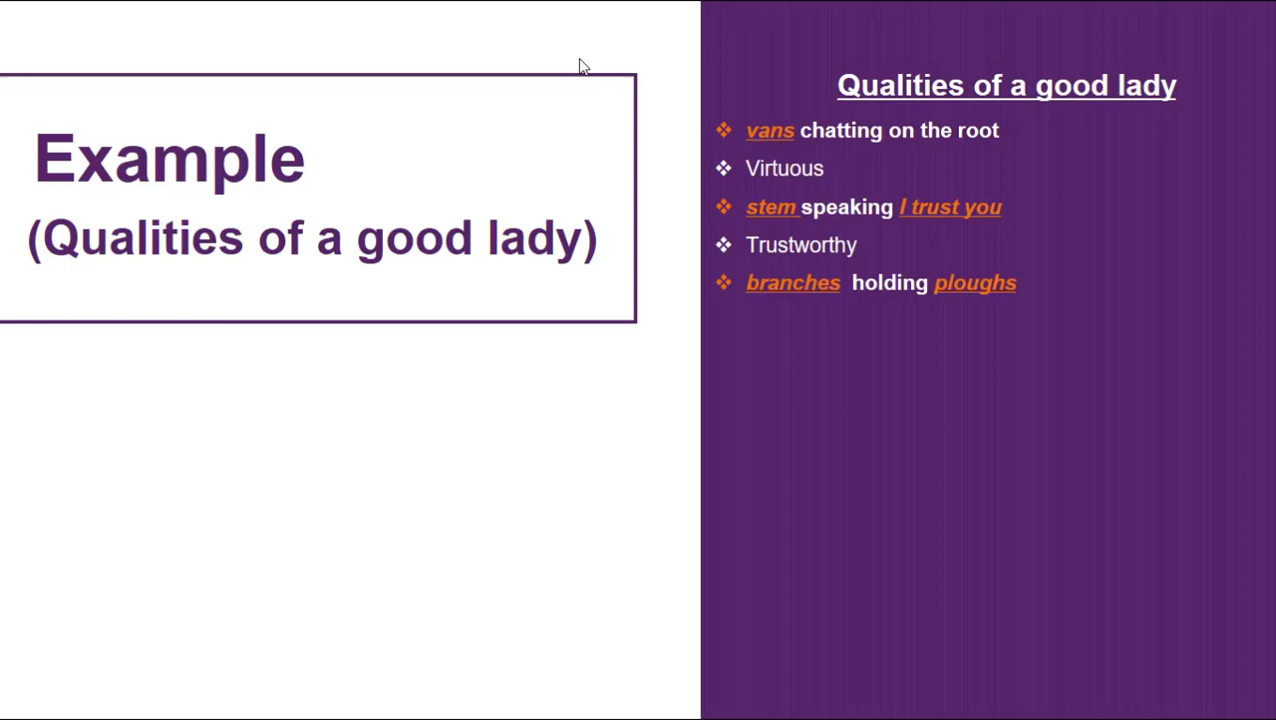 Example
(Qualities of a good lady)
Qualities of a good lady
vans chatting on the root
Virtuous
stem speaking I trust you
Trustworthy
branches holding ploughs